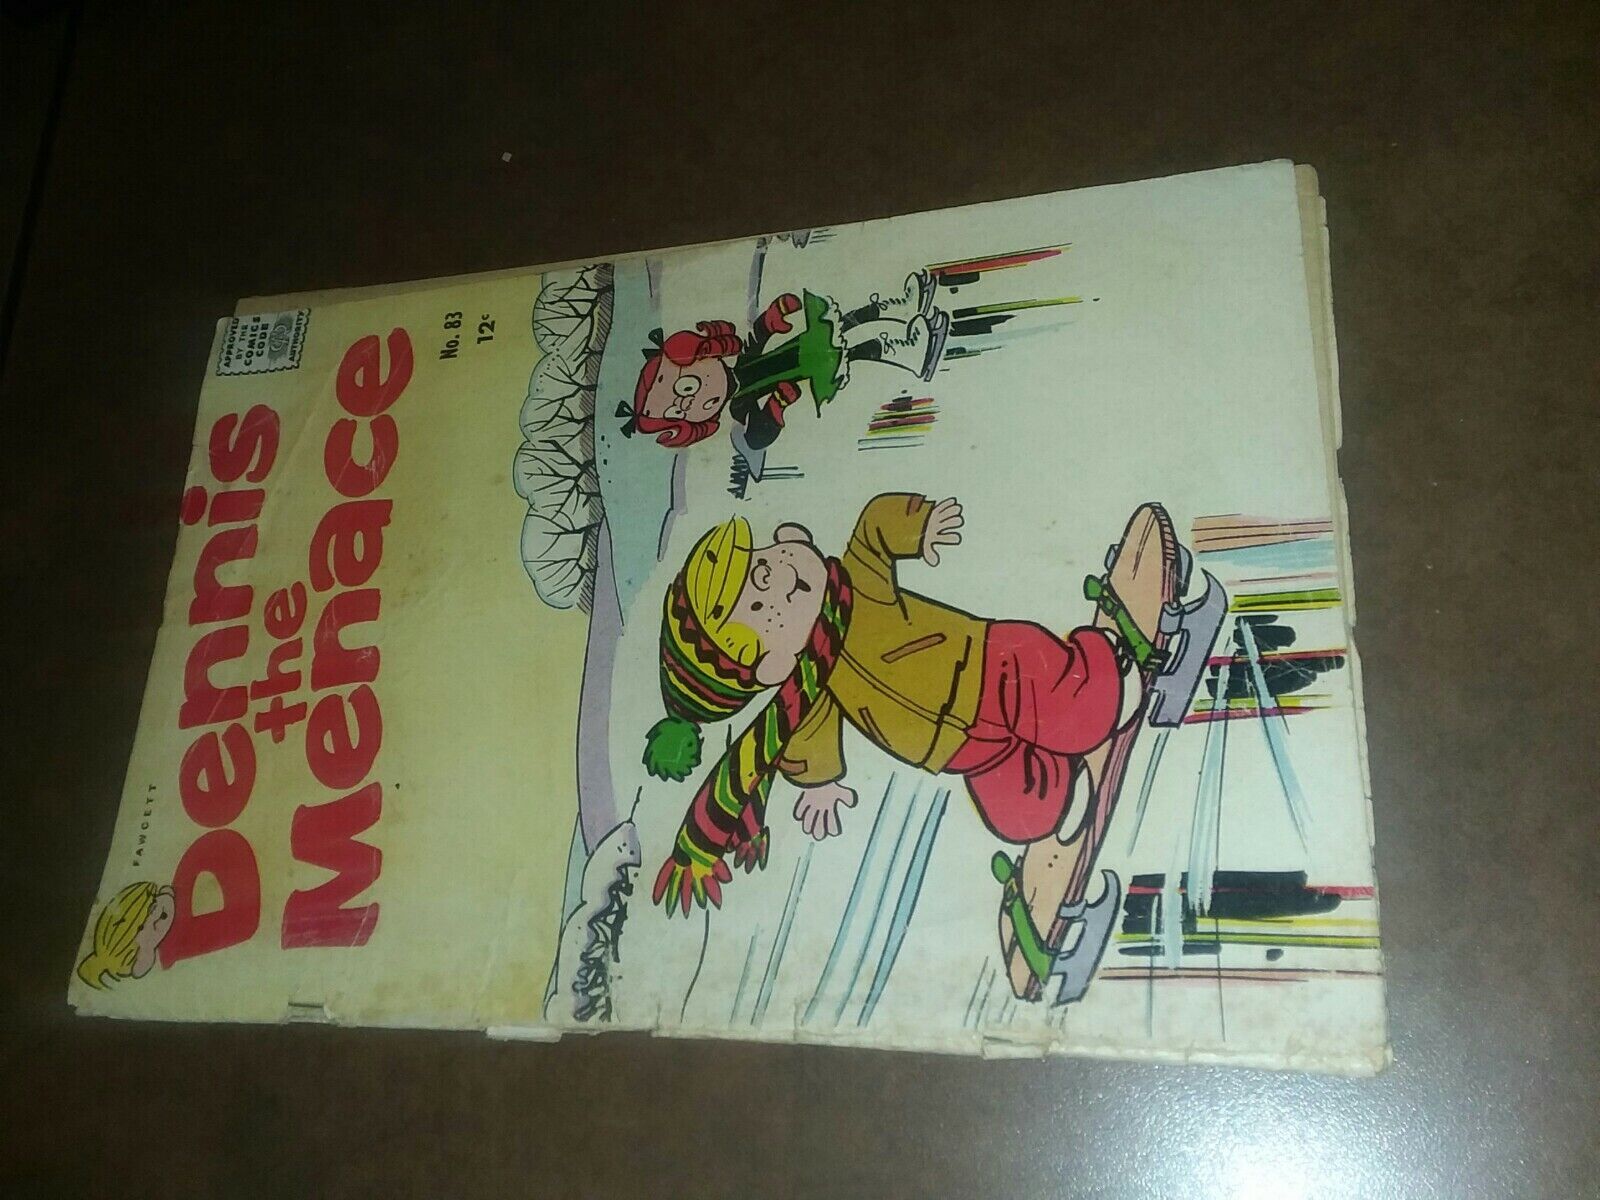 FAWCETT
Dennis
the
Menace
APPROVED
BY THE
COMICS
CODE
AUTHORITY
No. 83
12¢